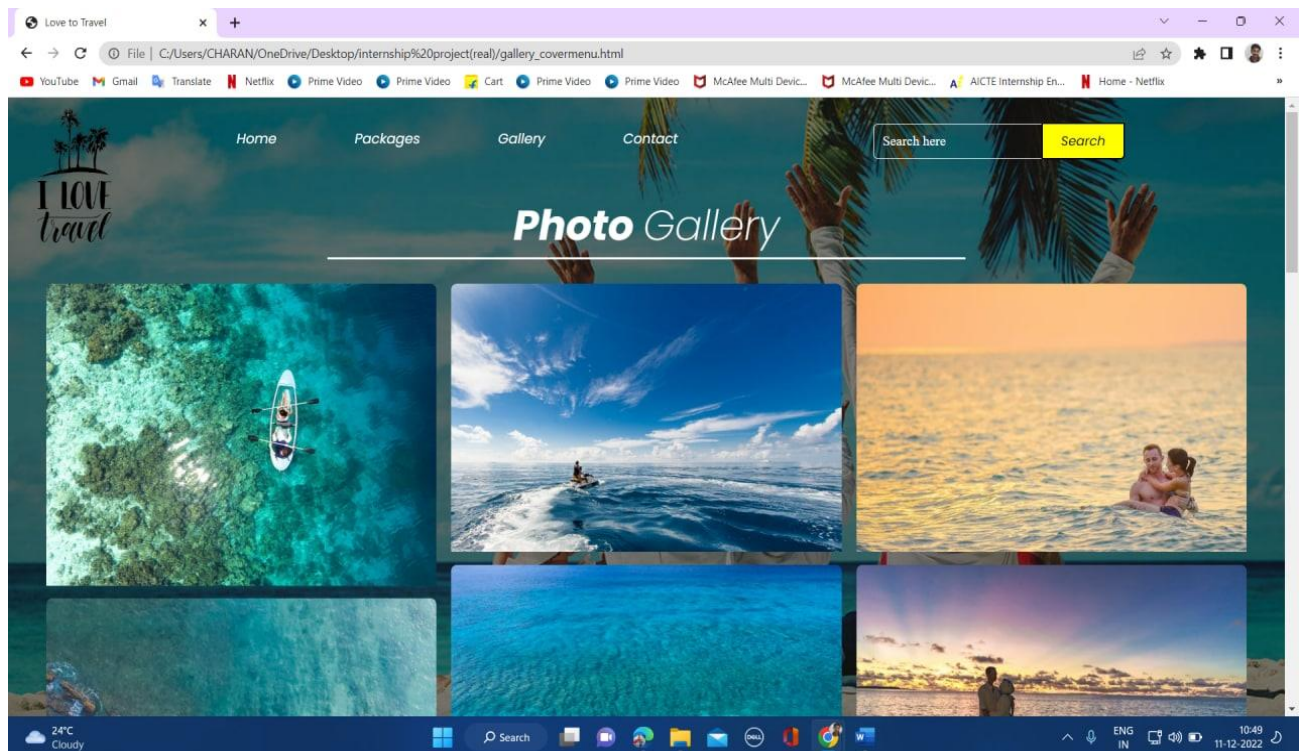 Love to Travel
File | C:/Users/CHARAN/OneDrive/Desktop/internship%20project(real)/gallery_covermenu.html
YouTube Gmail Translate Netflix Prime Video Prime Video Cart Prime Video Prime Video McAfee Multi Devic... McAfee Multi Devic... AICTE Internship En... Home - Netflix »
I LOVE
travel
Home Packages Gallery Contact Search here Search
Photo Gallery
24°C
Cloudy
Search
DELL
W
ENG
IN
10:49
11-12-2022